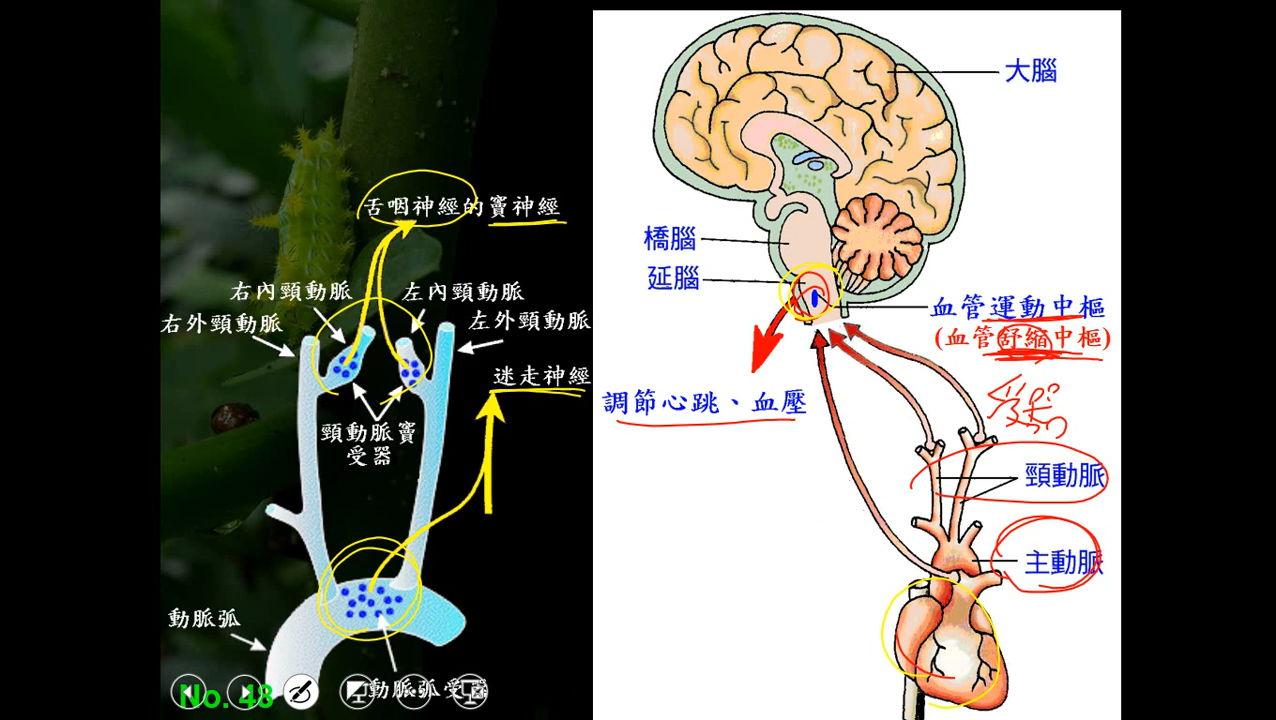 舌咽神經的竇神經
右內頸動脈
左內頸動脈
右外頸動脈
左外頸動脈
迷走神經
頸動脈竇
受器
動脈弧
動脈弧受器
No. 48
大腦
橋腦
延腦
血管運動中樞
(血管舒縮中樞)
調節心跳、血壓
頸動脈
主動脈